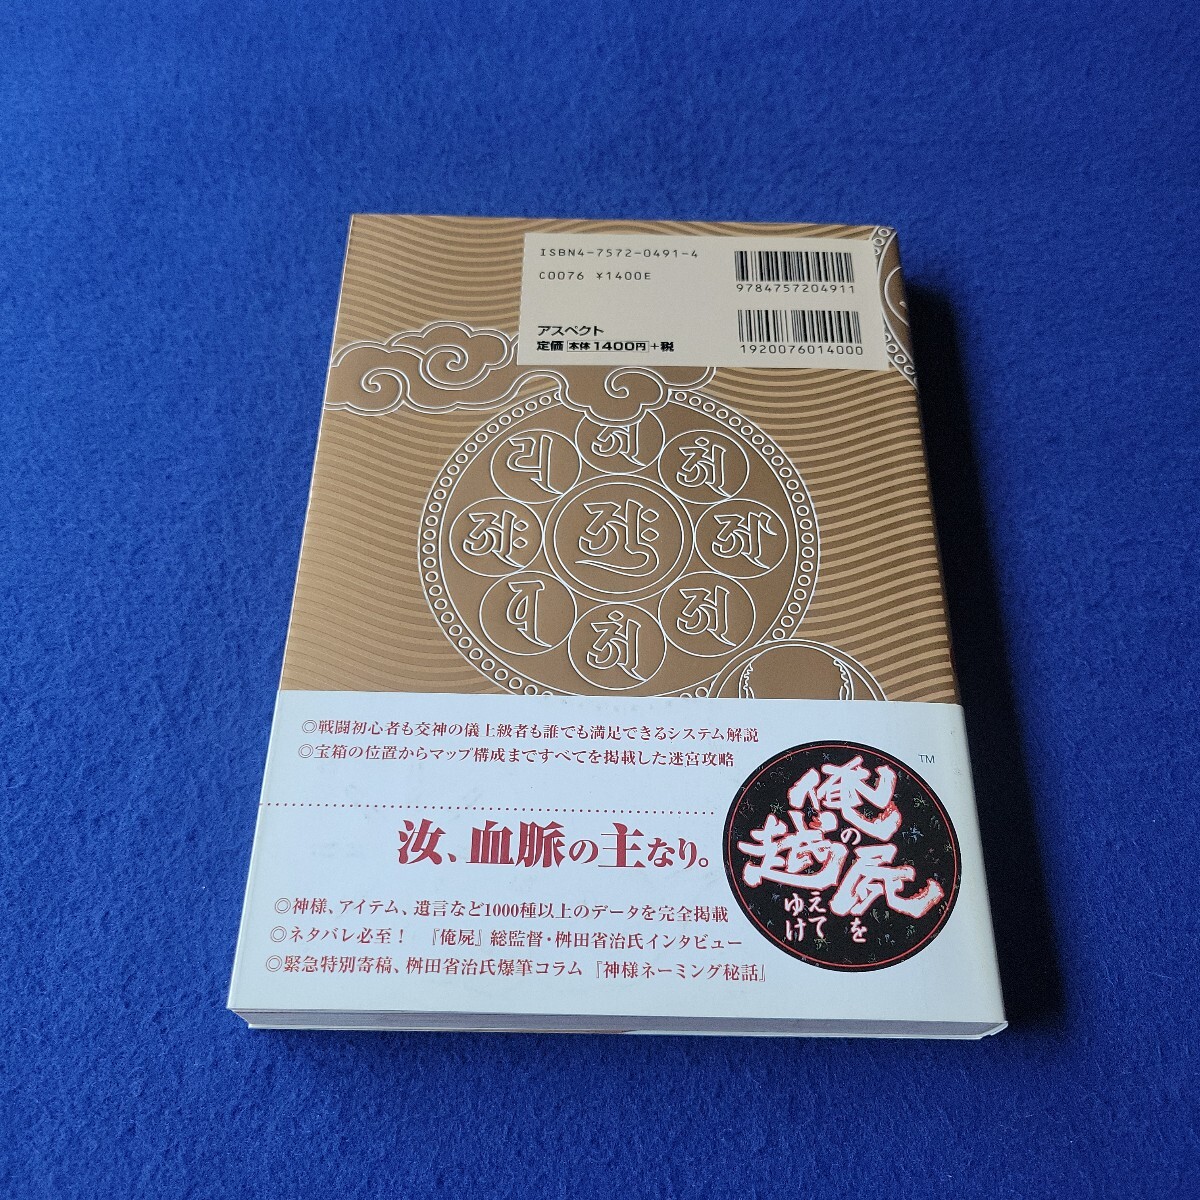 ISBN4-7572-0491-4
C0076 ¥1400E
アスペクト
定価 本体1400円+税
9784757204911
1920076014000
◎戦闘初心者も交神の儀上級者も誰でも満足できるシステム解説
◎宝箱の位置からマップ構成まですべてを掲載した迷宮攻略
汝、血脈の主なり。
◎神様、アイテム、遺言など1000種以上のデータを完全掲載
◎ネタバレ必至！ 『俺屍』総監督・桝田省治氏インタビュー
◎緊急特別寄稿、桝田省治氏爆筆コラム『神様ネーミング秘話』
俺の屍を
越えてゆけ
TM